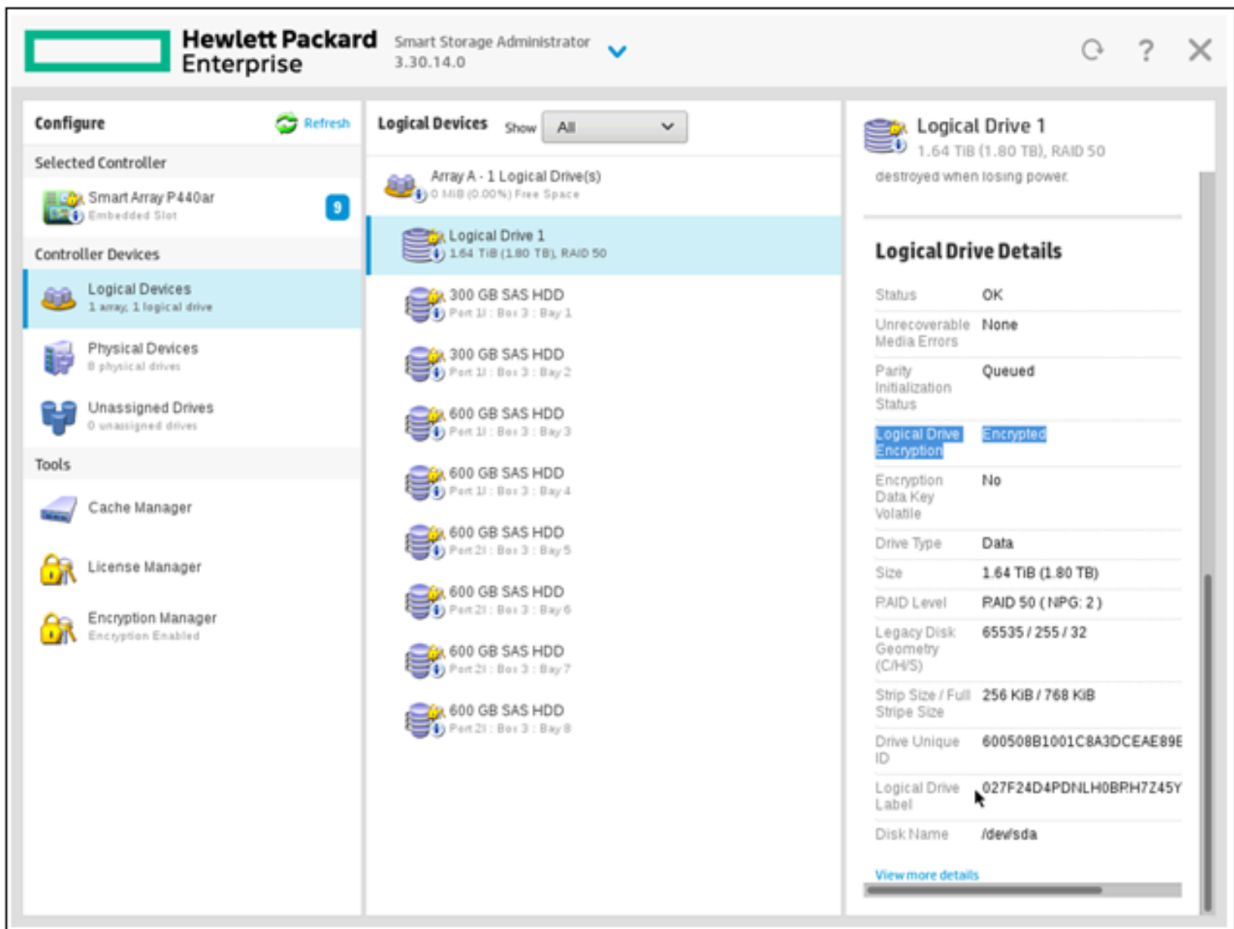 Hewlett Packard
Enterprise
Smart Storage Administrator
3.30.14.0
?
Configure
Refresh
Selected Controller
Smart Array P440ar
Embedded Slot
9
Controller Devices
Logical Devices
1 array, 1 logical drive
Physical Devices
8 physical drives
Unassigned Drives
0 unassigned drives
Tools
Cache Manager
License Manager
Encryption Manager
Encryption Enabled
Logical Devices Show All
Array A - 1 Logical Drive(s)
0 MiB (0.00%) Free Space
Logical Drive 1
1.64 TiB (1.80 TB), RAID 50
300 GB SAS HDD
Port 1I : Box 3 : Bay 1
300 GB SAS HDD
Port 1I : Box 3 : Bay 2
600 GB SAS HDD
Port 1I : Box 3 : Bay 3
600 GB SAS HDD
Port 1I : Box 3 : Bay 4
600 GB SAS HDD
Port 2I : Box 3 : Bay 5
600 GB SAS HDD
Port 2I : Box 3 : Bay 6
600 GB SAS HDD
Port 2I : Box 3 : Bay 7
600 GB SAS HDD
Port 2I : Box 3 : Bay 8
Logical Drive 1
1.64 TiB (1.80 TB), RAID 50
destroyed when losing power.
Logical Drive Details
Status OK
Unrecoverable None
Media Errors
Parity Queued
Initialization
Status
Logical Drive Encrypted
Encryption
Encryption No
Data Key
Volatile
Drive Type Data
Size 1.64 TiB (1.80 TB)
RAID Level RAID 50 ( NPG: 2 )
Legacy Disk 65535 / 255 / 32
Geometry
(C/H/S)
Strip Size / Full 256 KiB / 768 KiB
Stripe Size
Drive Unique 600508B1001C8A3DCEAE89E
ID
Logical Drive 027F24D4PDNLH0BRH7Z45Y
Label
Disk Name /dev/sda
View more details